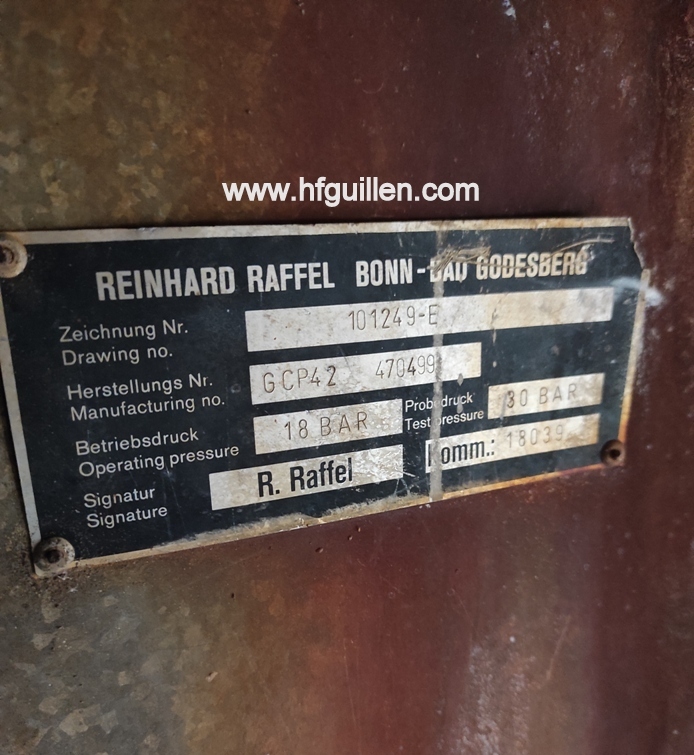 www.hfguillen.com
REINHARD RAFFEL BONN-BAD GODESBERG
Zeichnung Nr.
Drawing no. 101249-E
Herstellungs Nr.
Manufacturing no. GCP42 470499
Betriebsdruck
Operating pressure 18 BAR
Probedruck
Test pressure 30 BAR
Signatur
Signature R. Raffel
Komm.: 18039